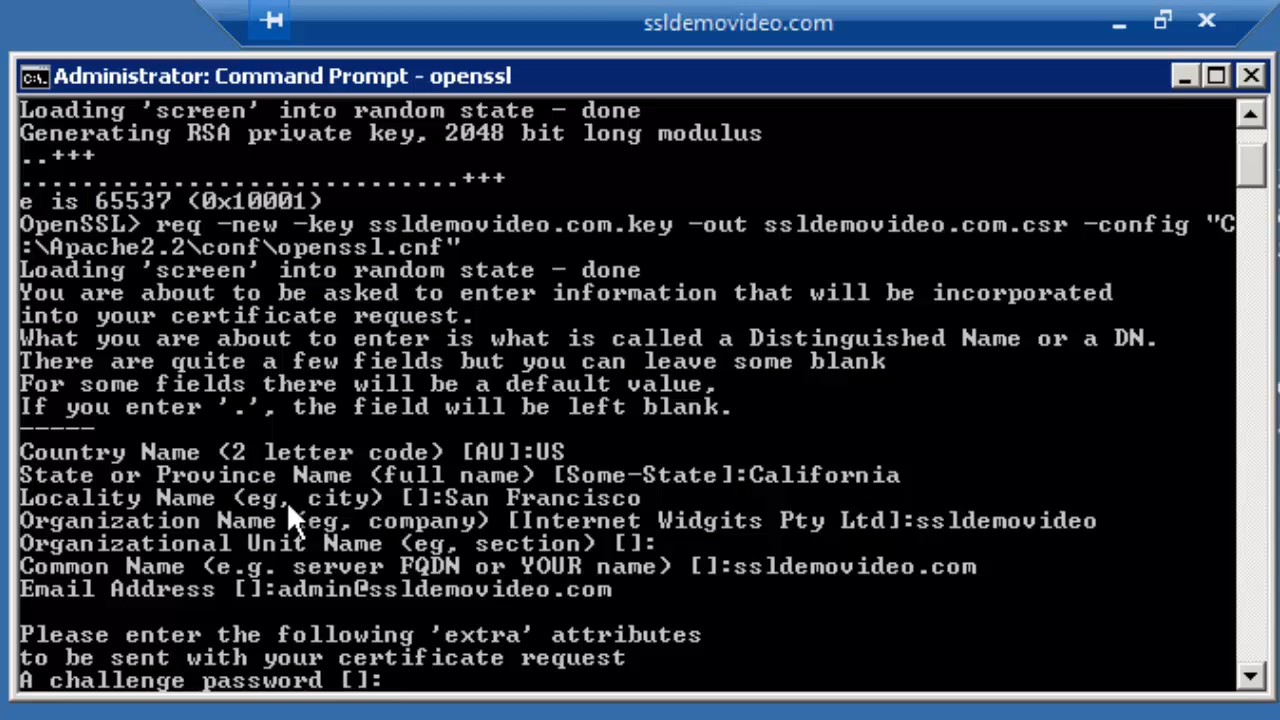 ssldemovideo.com
Administrator: Command Prompt - openssl
Loading 'screen' into random state - done
Generating RSA private key, 2048 bit long modulus
..+++
.............................+++
e is 65537 (0x10001)
OpenSSL> req -new -key ssldemovideo.com.key -out ssldemovideo.com.csr -config "C
:\Apache2.2\conf\openssl.cnf"
Loading 'screen' into random state - done
You are about to be asked to enter information that will be incorporated
into your certificate request.
What you are about to enter is what is called a Distinguished Name or a DN.
There are quite a few fields but you can leave some blank
For some fields there will be a default value,
If you enter '.', the field will be left blank.
-----
Country Name (2 letter code) [AU]:US
State or Province Name (full name) [Some-State]:California
Locality Name (eg, city) []:San Francisco
Organization Name (eg, company) [Internet Widgits Pty Ltd]:ssldemovideo
Organizational Unit Name (eg, section) []:
Common Name (e.g. server FQDN or YOUR name) []:ssldemovideo.com
Email Address []:admin@ssldemovideo.com
Please enter the following 'extra' attributes
to be sent with your certificate request
A challenge password []: